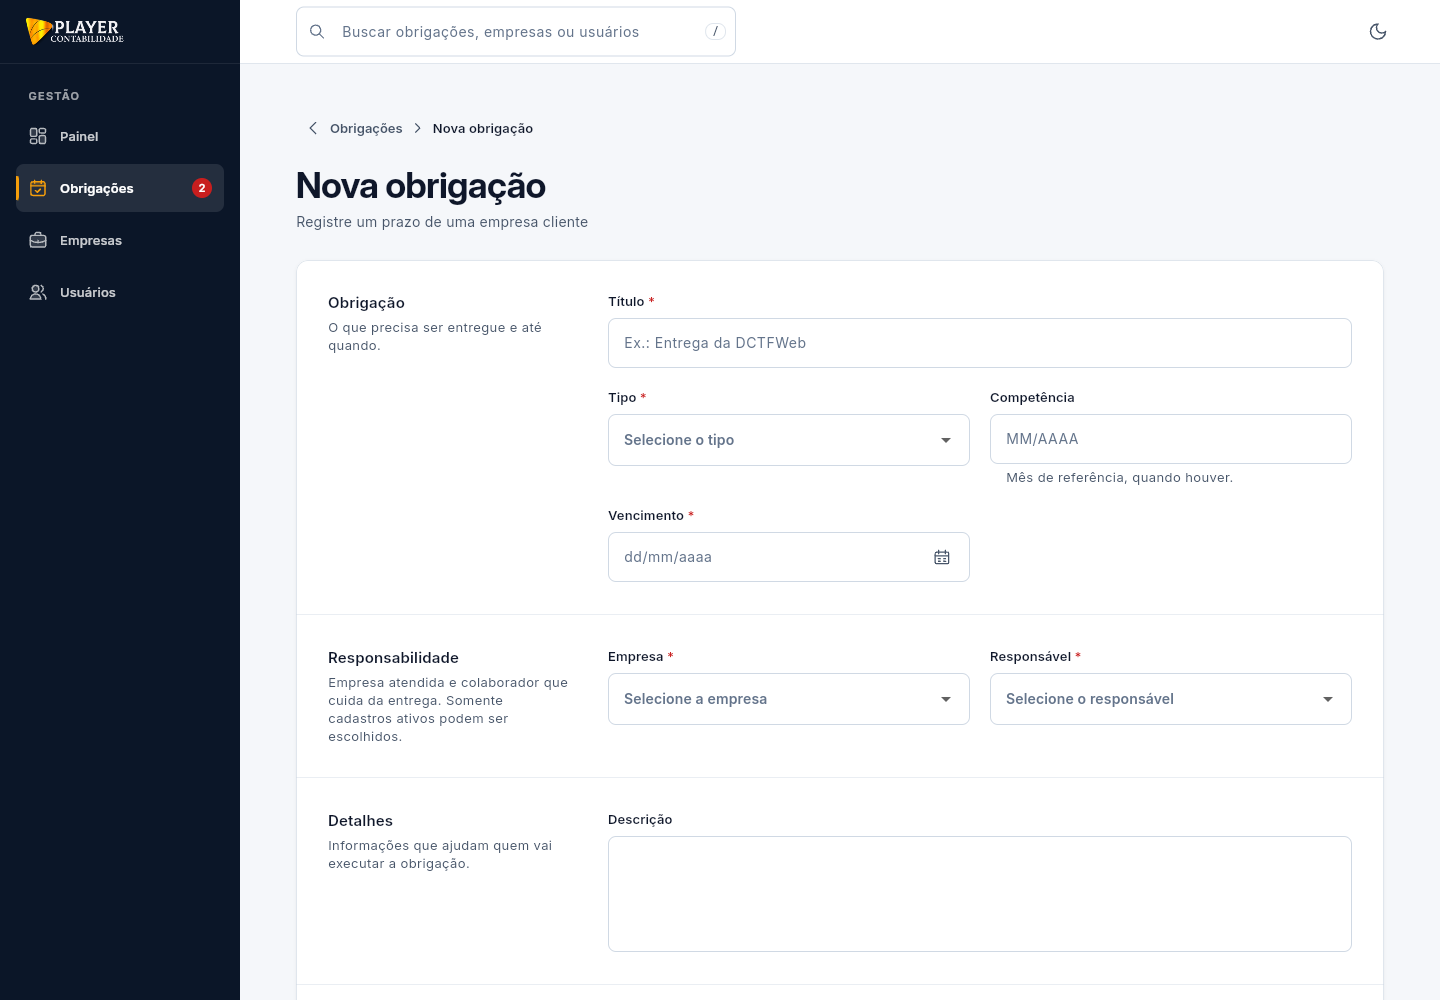 PLAYER
CONTABILIDADE
Buscar obrigações, empresas ou usuários
/
GESTÃO
Painel
Obrigações
2
Empresas
Usuários
Obrigações
Nova obrigação
Nova obrigação
Registre um prazo de uma empresa cliente
Obrigação
O que precisa ser entregue e até
quando.
Título *
Ex.: Entrega da DCTFWeb
Tipo *
Selecione o tipo
Competência
MM/AAAA
Mês de referência, quando houver.
Vencimento *
dd/mm/aaaa
Responsabilidade
Empresa atendida e colaborador que
cuida da entrega. Somente
cadastros ativos podem ser
escolhidos.
Empresa *
Selecione a empresa
Responsável *
Selecione o responsável
Detalhes
Informações que ajudam quem vai
executar a obrigação.
Descrição